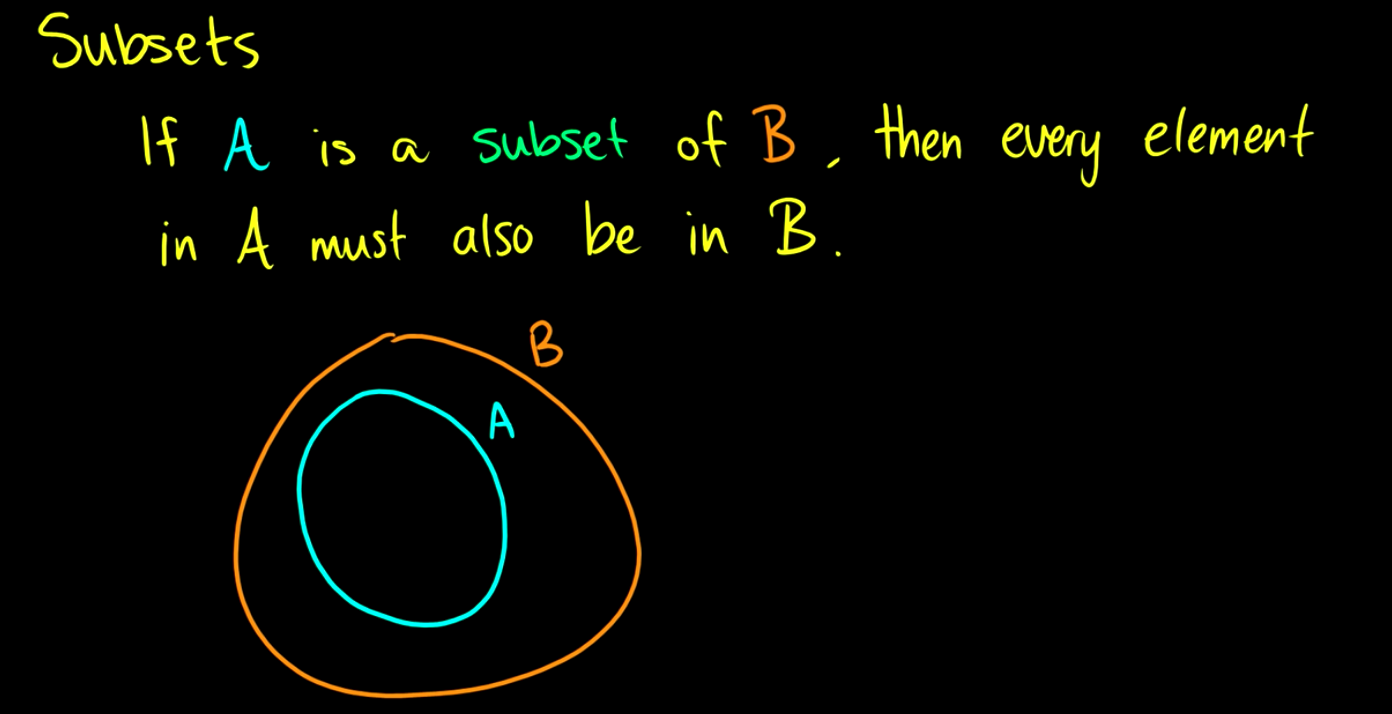 Subsets
If A is a subset of B, then every element
in A must also be in B.
B
A